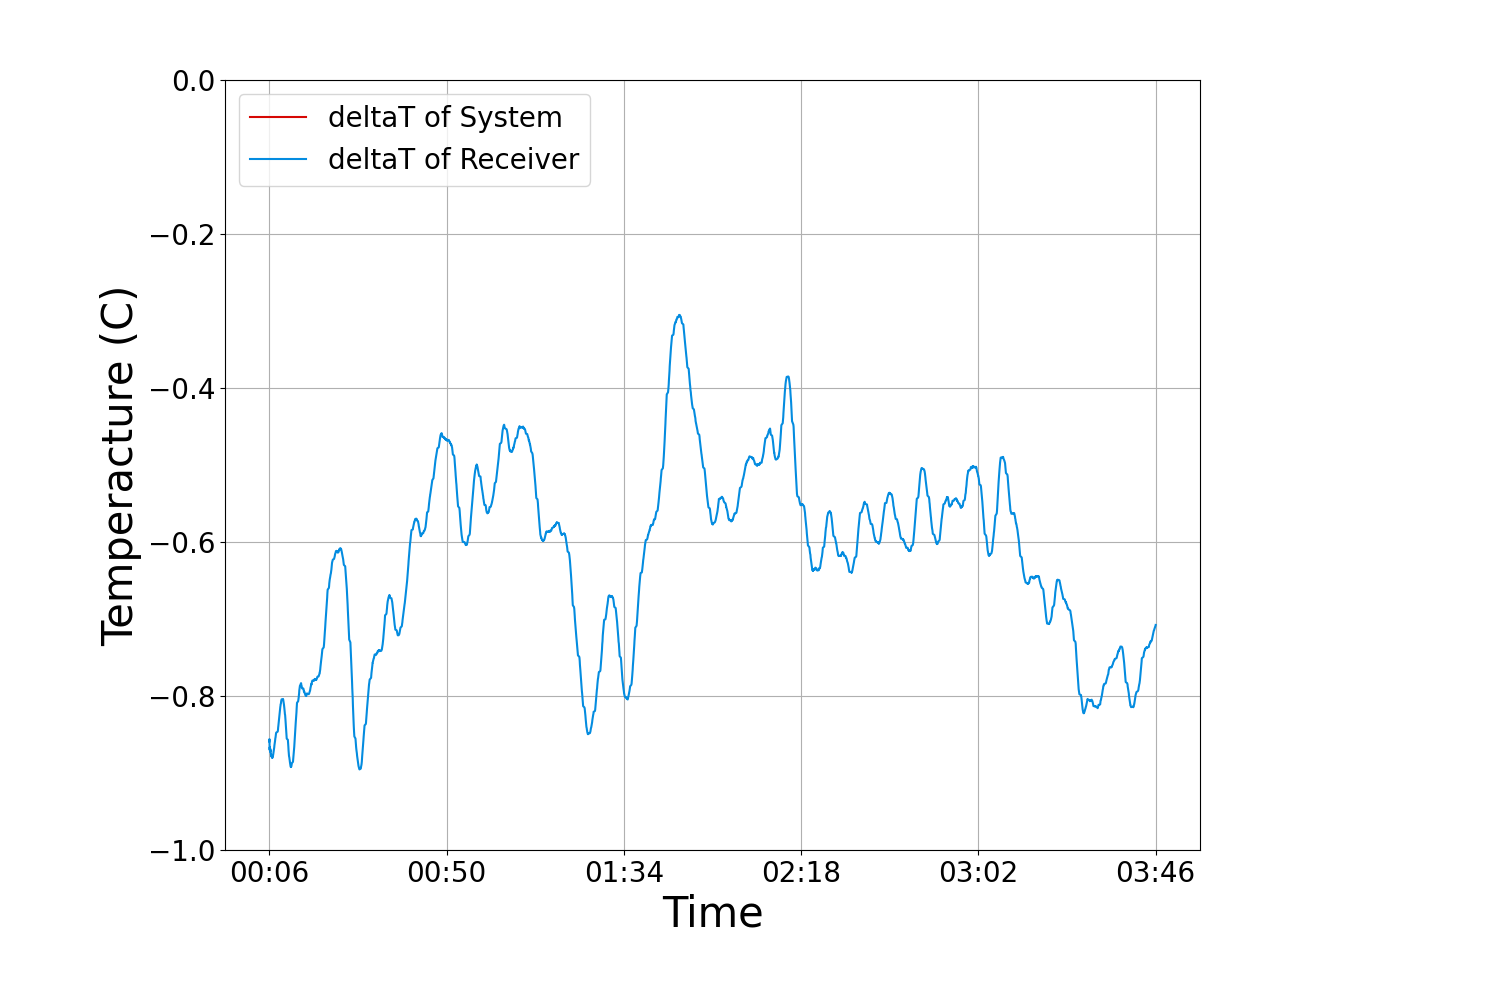 0.0
deltaT of System
deltaT of Receiver
−0.2
−0.4
−0.6
−0.8
−1.0
Temperacture (C)
00:06 00:50 01:34 02:18 03:02 03:46
Time